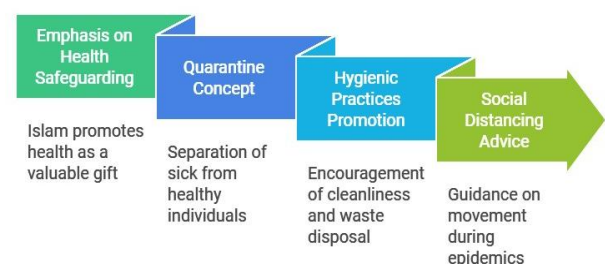 Emphasis on
Health
Safeguarding
Islam promotes
health as a
valuable gift
Quarantine
Concept
Separation of
sick from
healthy
individuals
Hygienic
Practices
Promotion
Encouragement
of cleanliness
and waste
disposal
Social
Distancing
Advice
Guidance on
movement
during
epidemics